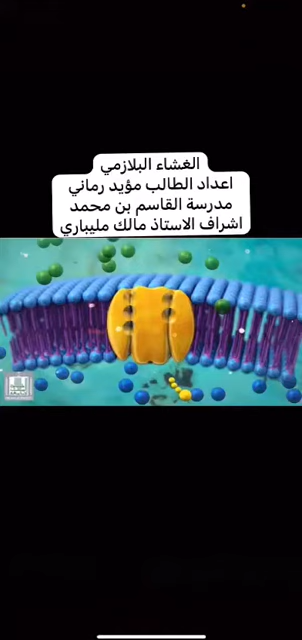 الغشاء البلازمي
اعداد الطالب مؤيد رماني
مدرسة القاسم بن محمد
اشراف الاستاذ مالك مليباري